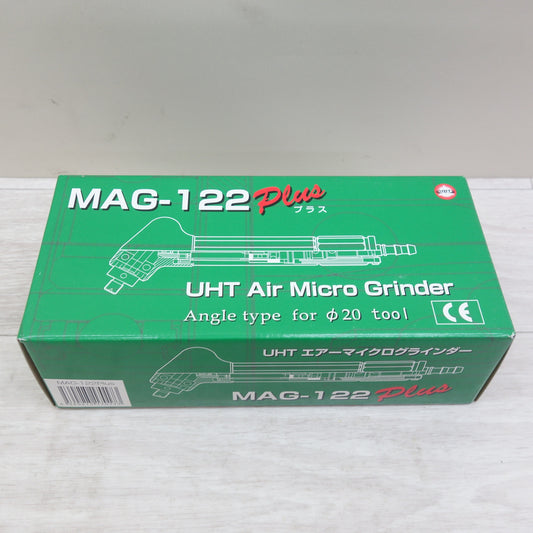 MAG-122 Plus
プラス
UHT
UHT Air Micro Grinder
Angle type for φ20 tool
CE
UHT エアーマイクログラインダー
MAG-122 Plus
MAG-122Plus